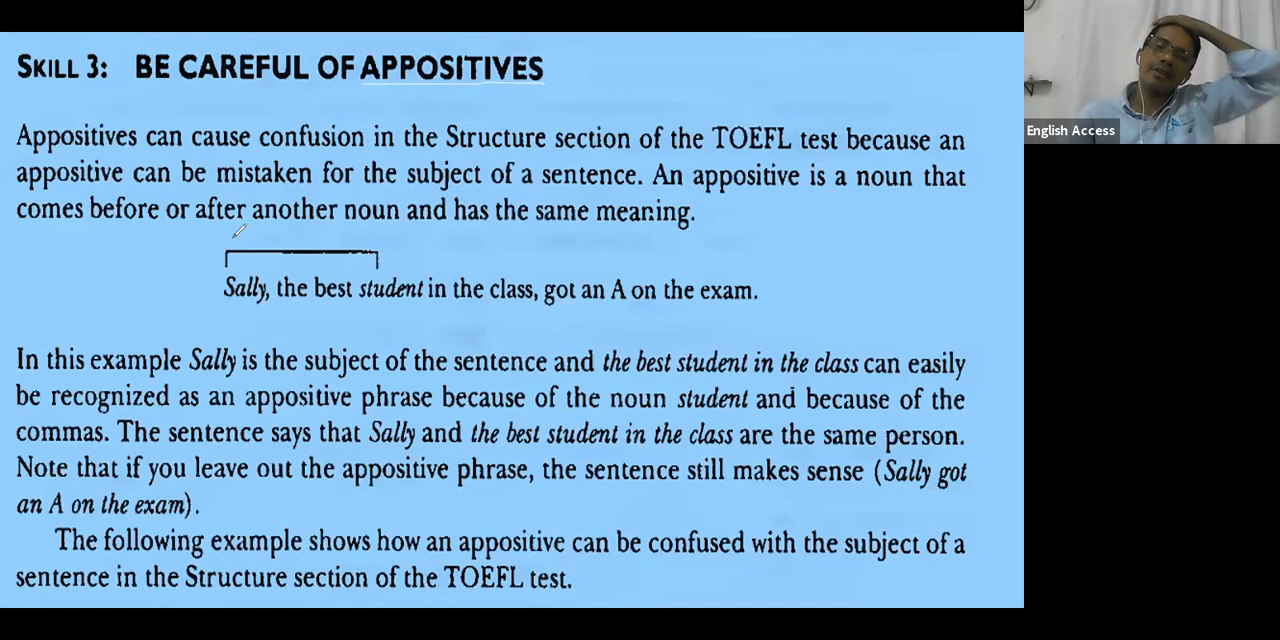 SKILL 3: BE CAREFUL OF APPOSITIVES
Appositives can cause confusion in the Structure section of the TOEFL test because an
appositive can be mistaken for the subject of a sentence. An appositive is a noun that
comes before or after another noun and has the same meaning.
Sally, the best student in the class, got an A on the exam.
In this example Sally is the subject of the sentence and the best student in the class can easily
be recognized as an appositive phrase because of the noun student and because of the
commas. The sentence says that Sally and the best student in the class are the same person.
Note that if you leave out the appositive phrase, the sentence still makes sense (Sally got
an A on the exam).
The following example shows how an appositive can be confused with the subject of a
sentence in the Structure section of the TOEFL test.
English Access